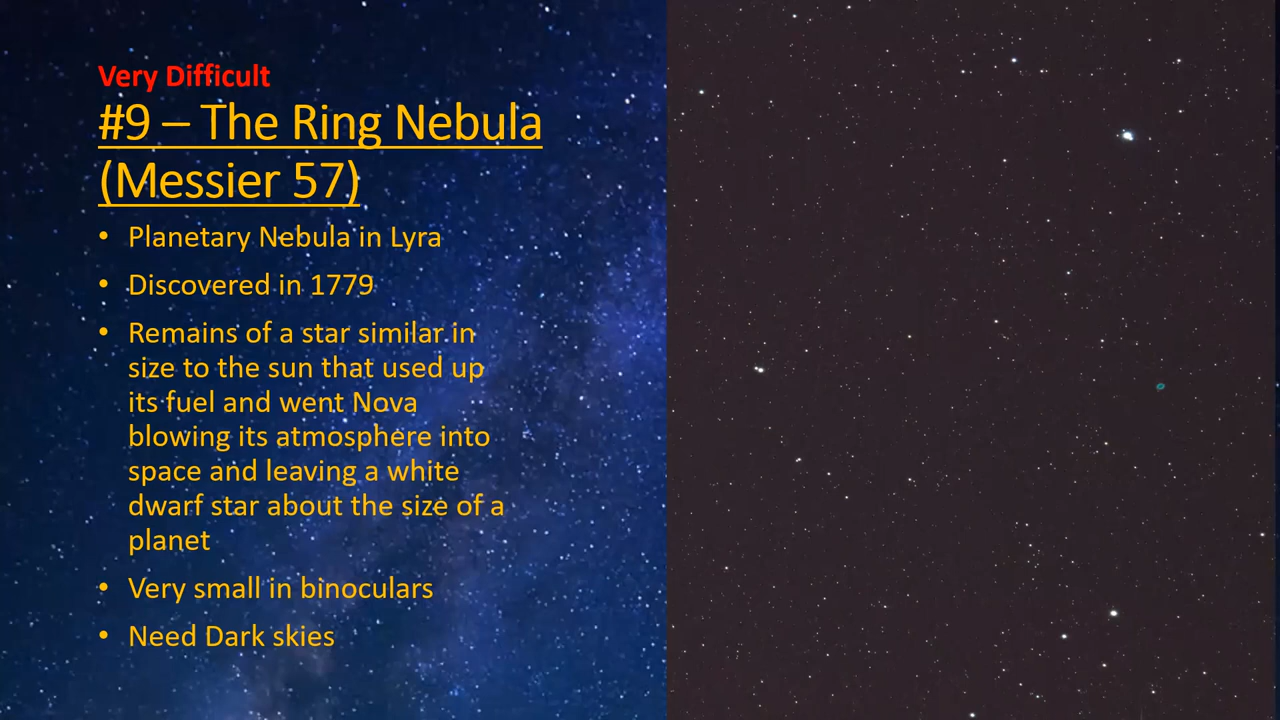 Very Difficult
#9 – The Ring Nebula
(Messier 57)
• Planetary Nebula in Lyra
• Discovered in 1779
• Remains of a star similar in
size to the sun that used up
its fuel and went Nova
blowing its atmosphere into
space and leaving a white
dwarf star about the size of a
planet
• Very small in binoculars
• Need Dark skies